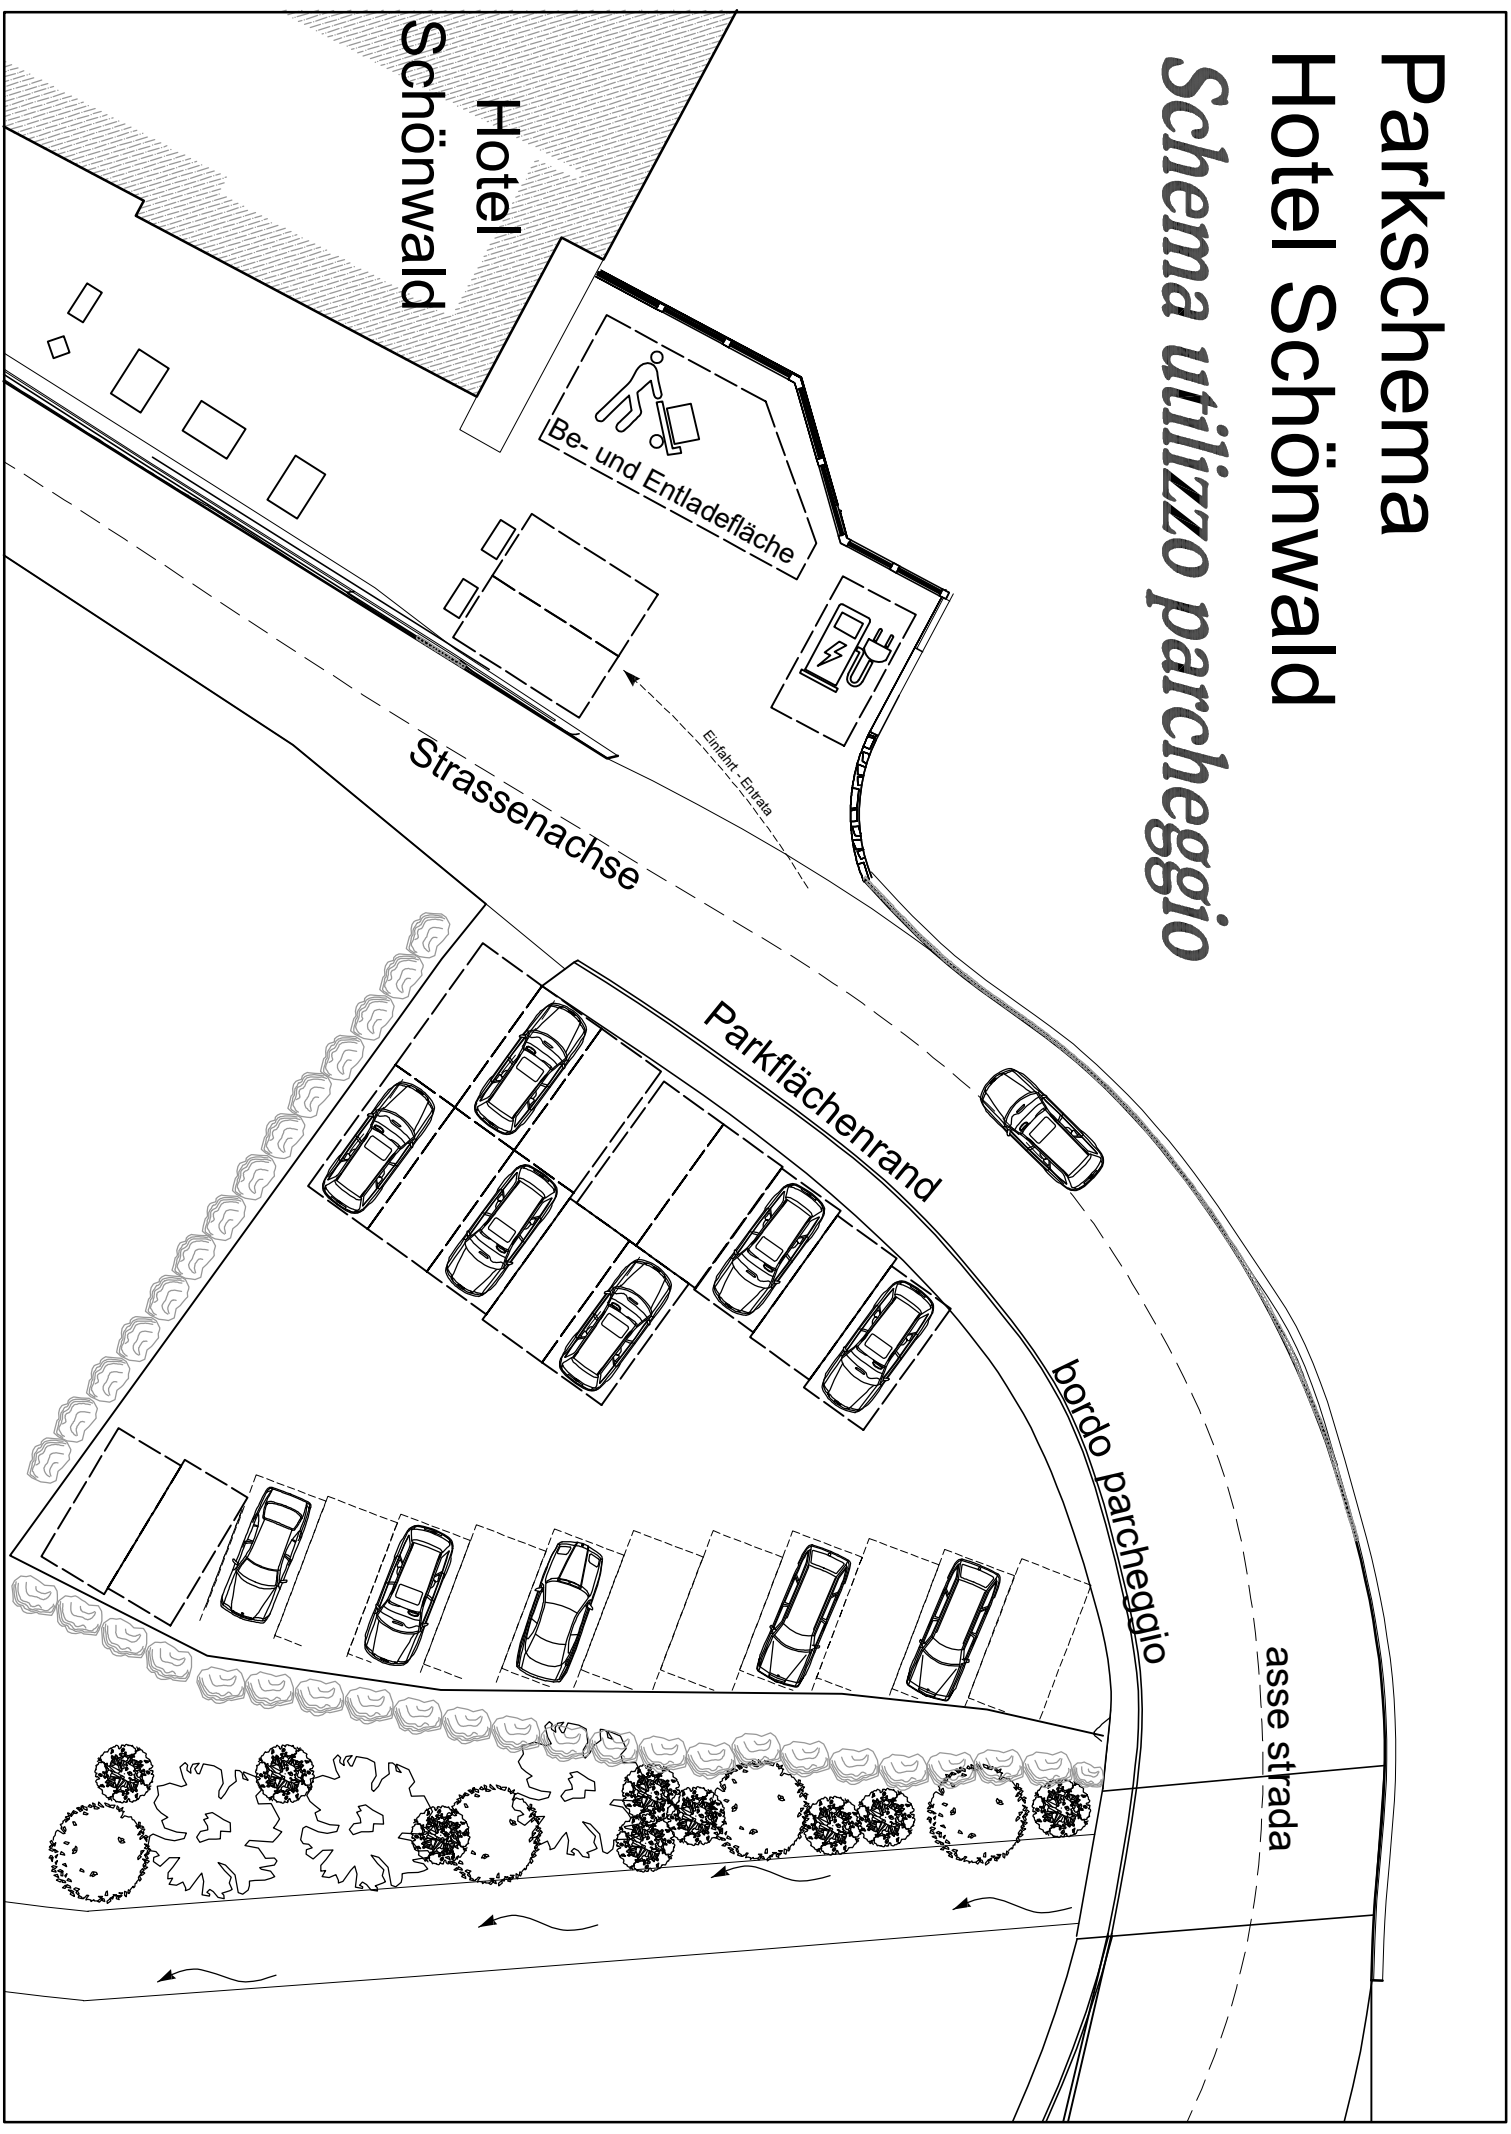 Parkschema
Hotel Schönwald
Schema utilizzo parcheggio
Hotel
Schönwald
Be- und Entladefläche
Einfahrt - Entrata
Strassenachse
Parkflächenrand
bordo parcheggio
asse strada